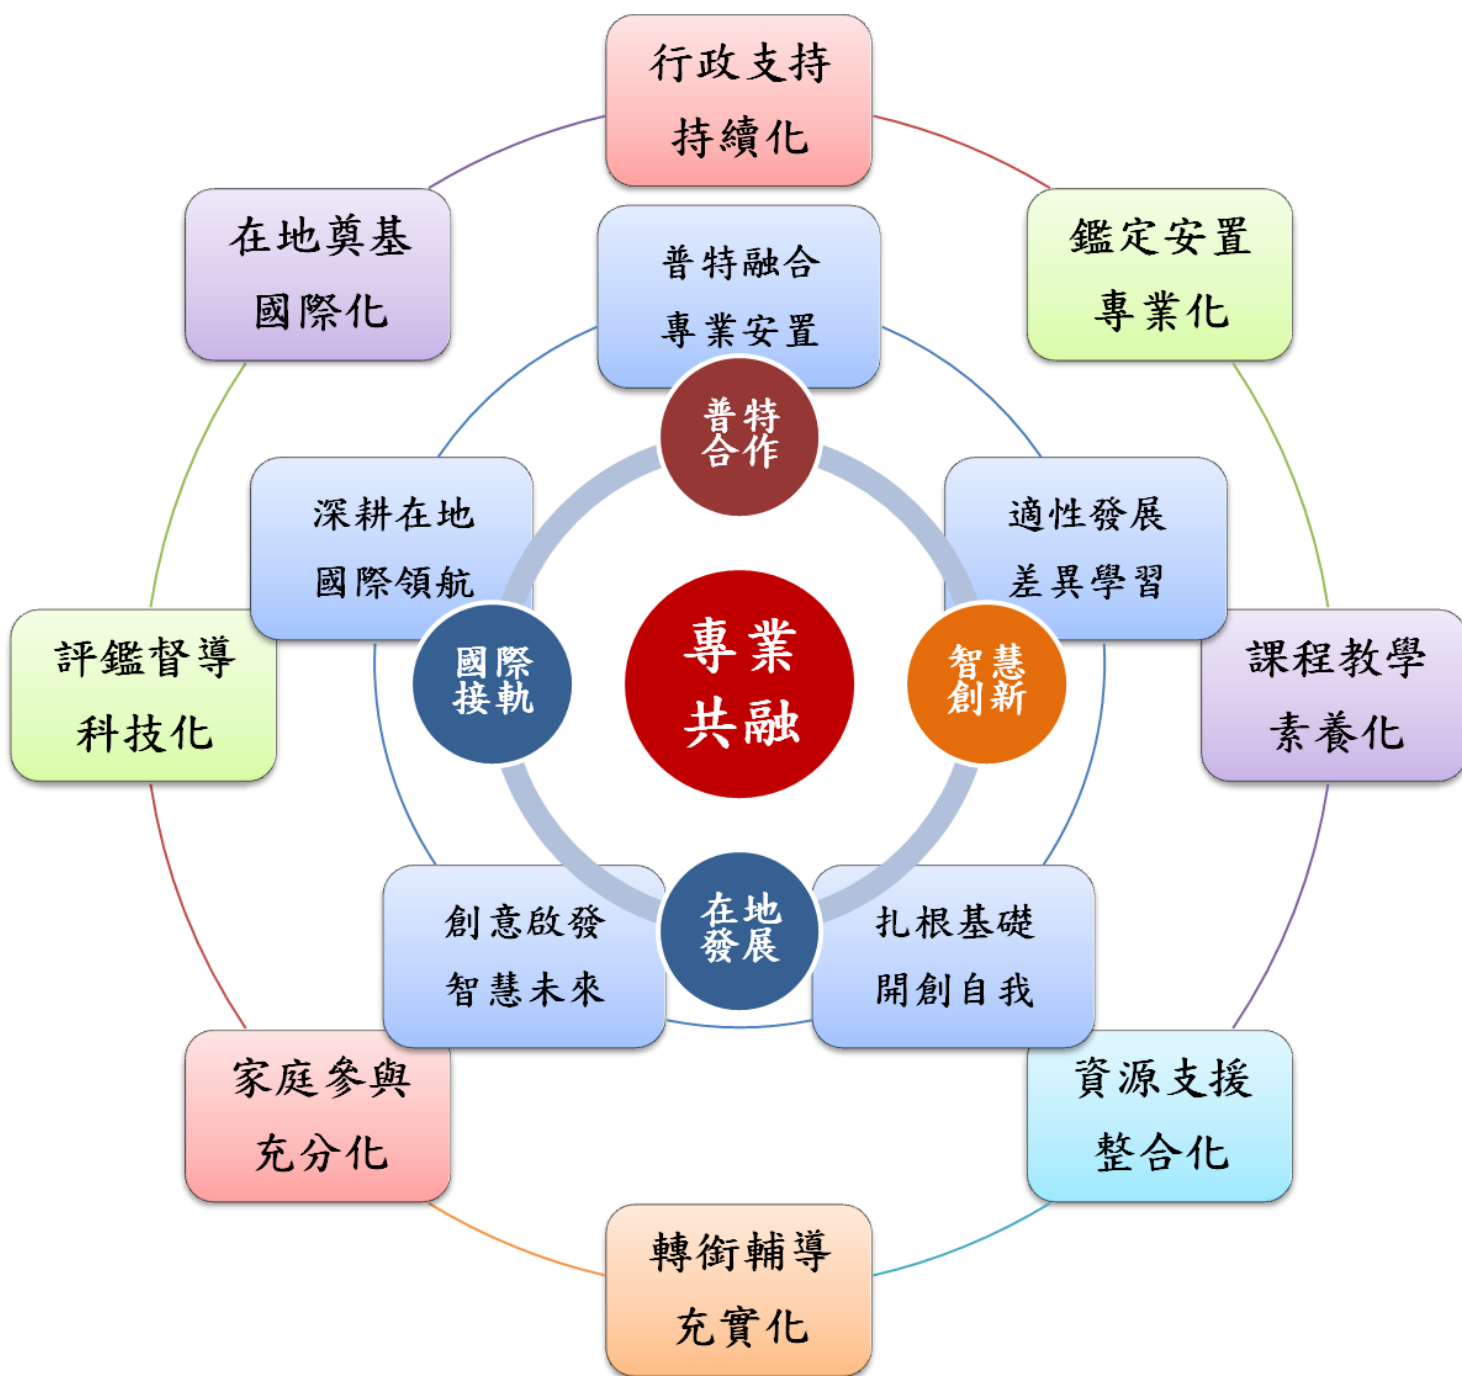 行政支持
持續化
在地奠基
國際化
鑑定安置
專業化
普特融合
專業安置
普特
合作
深耕在地
國際領航
適性發展
差異學習
評鑑督導
科技化
國際
接軌
專業
共融
智慧
創新
課程教學
素養化
創意啟發
智慧未來
在地
發展
扎根基礎
開創自我
家庭參與
充分化
資源支援
整合化
轉銜輔導
充實化